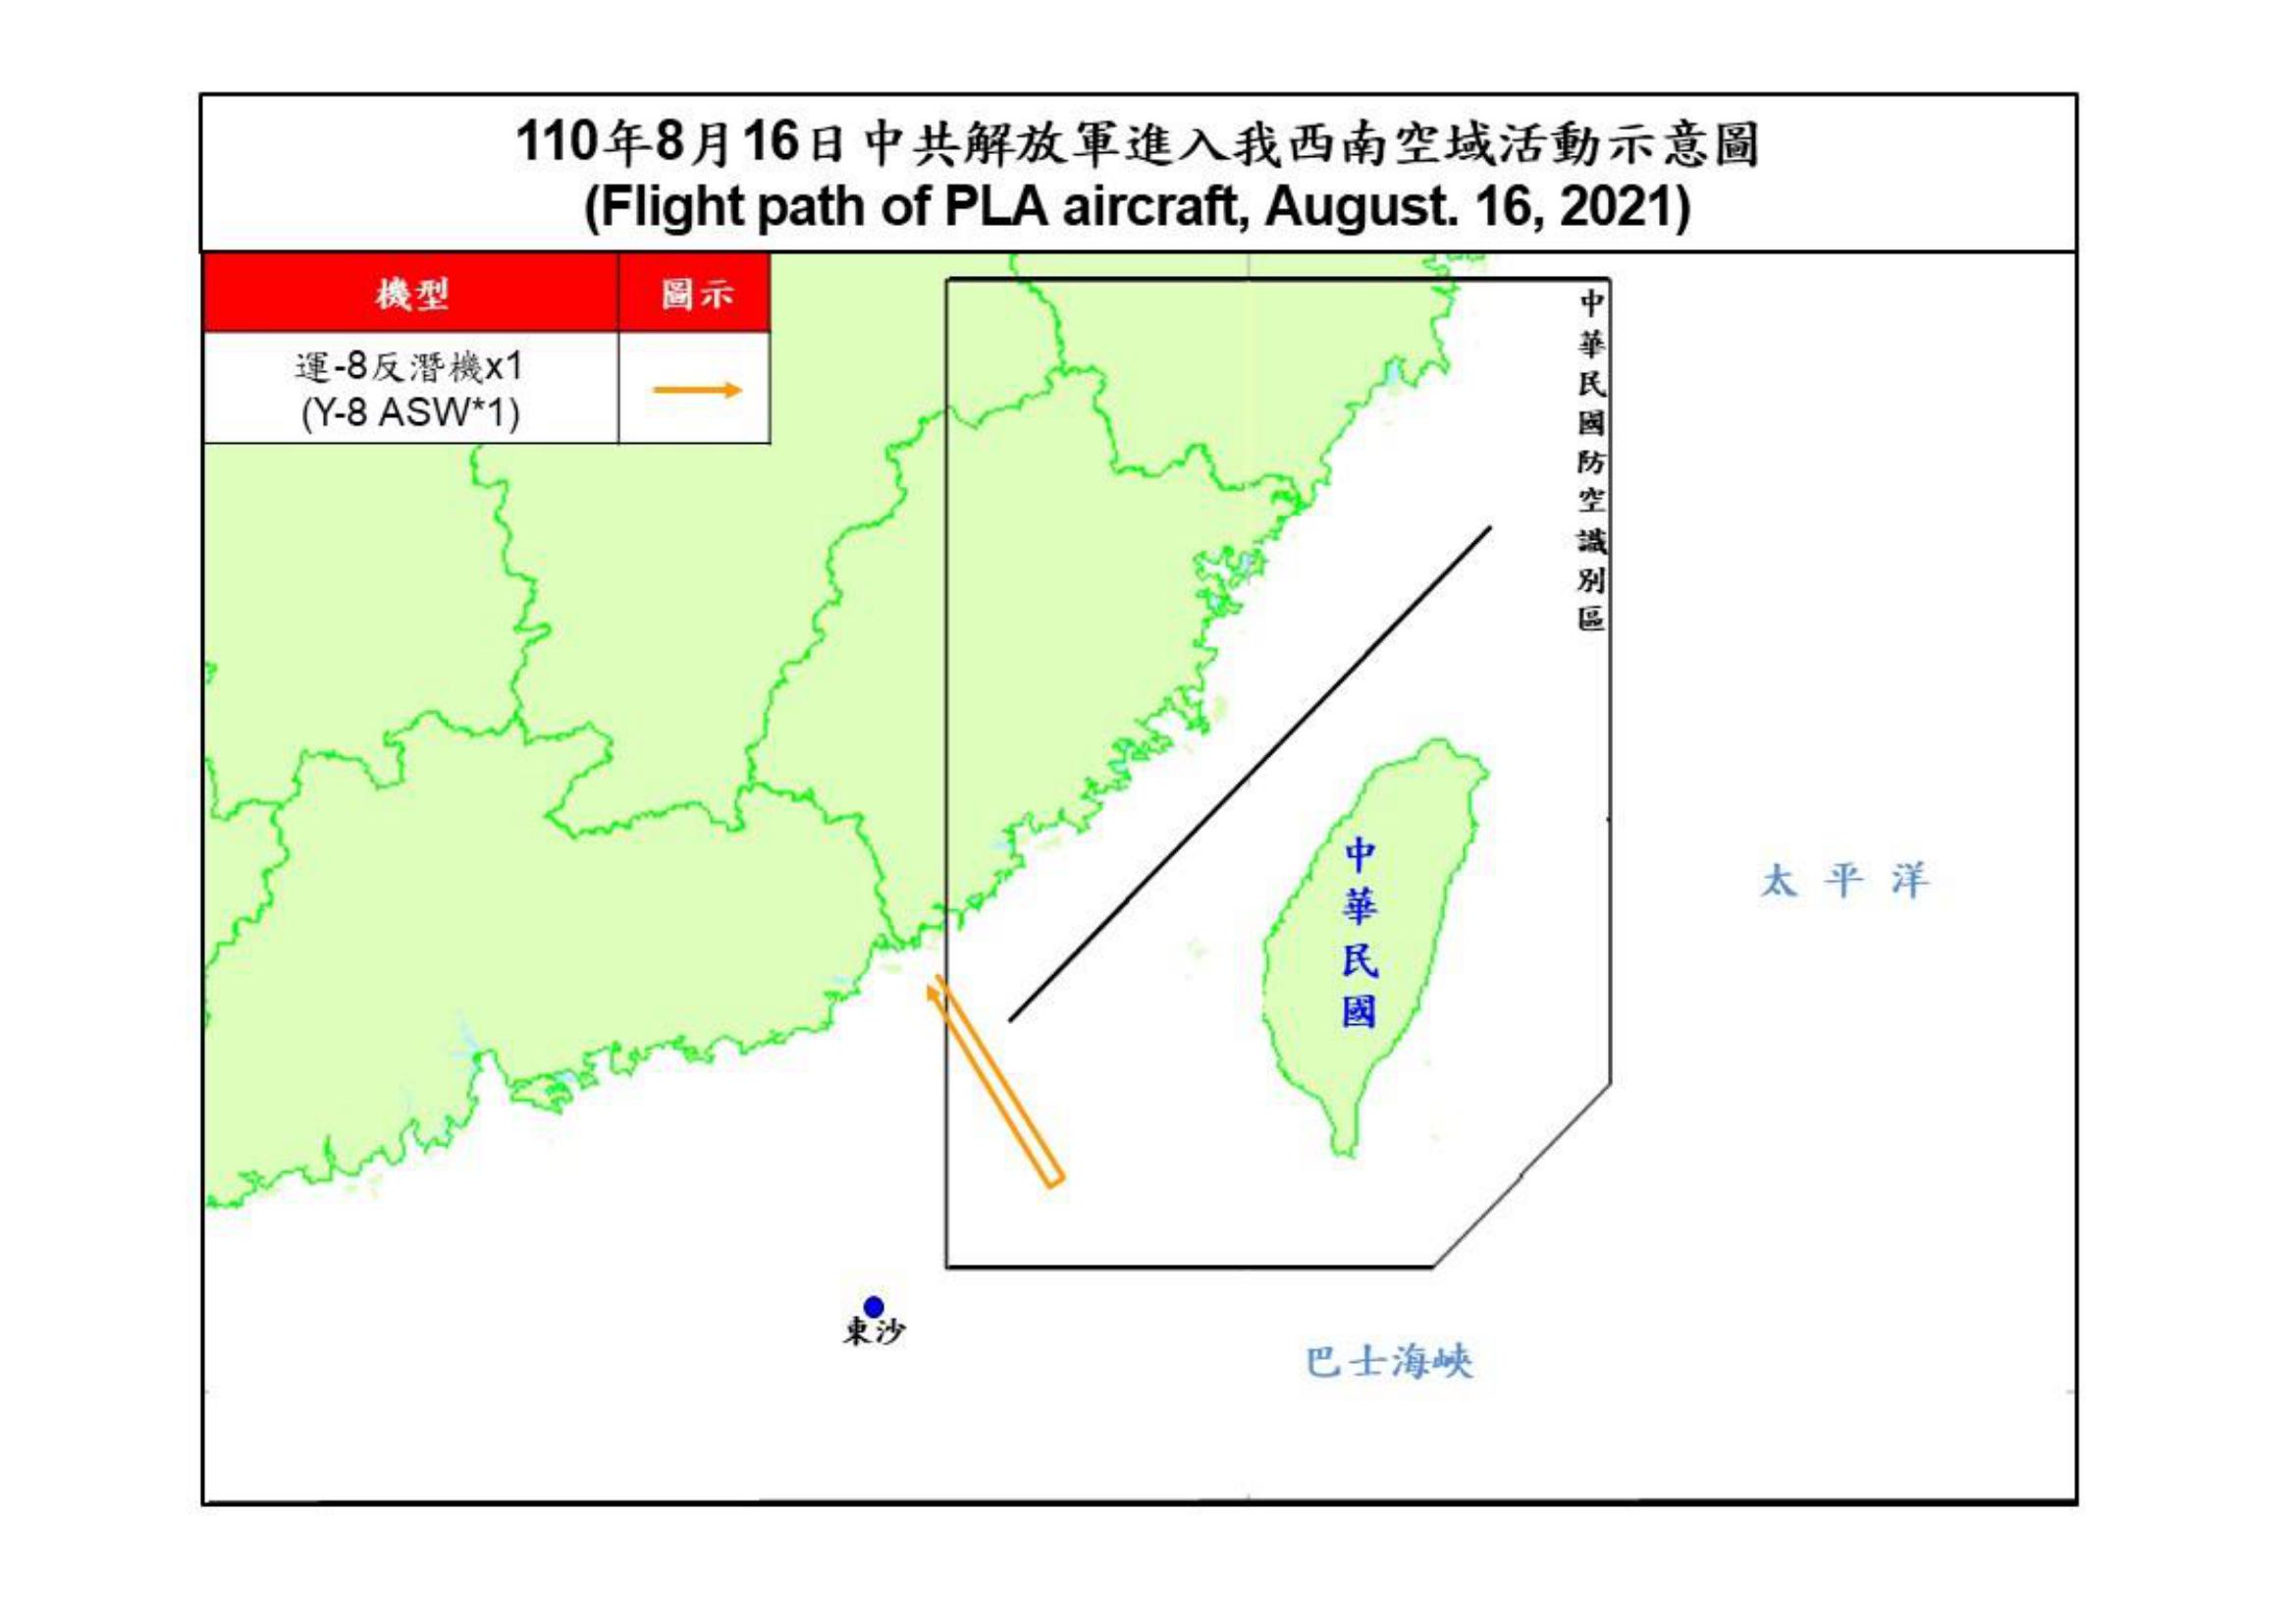 110年8月16日中共解放軍進入我西南空域活動示意圖
(Flight path of PLA aircraft, August. 16, 2021)
機型
圖示
運-8反潛機x1
(Y-8 ASW*1)
中華民國防空識別區
中華民國
太平洋
東沙
巴士海峽